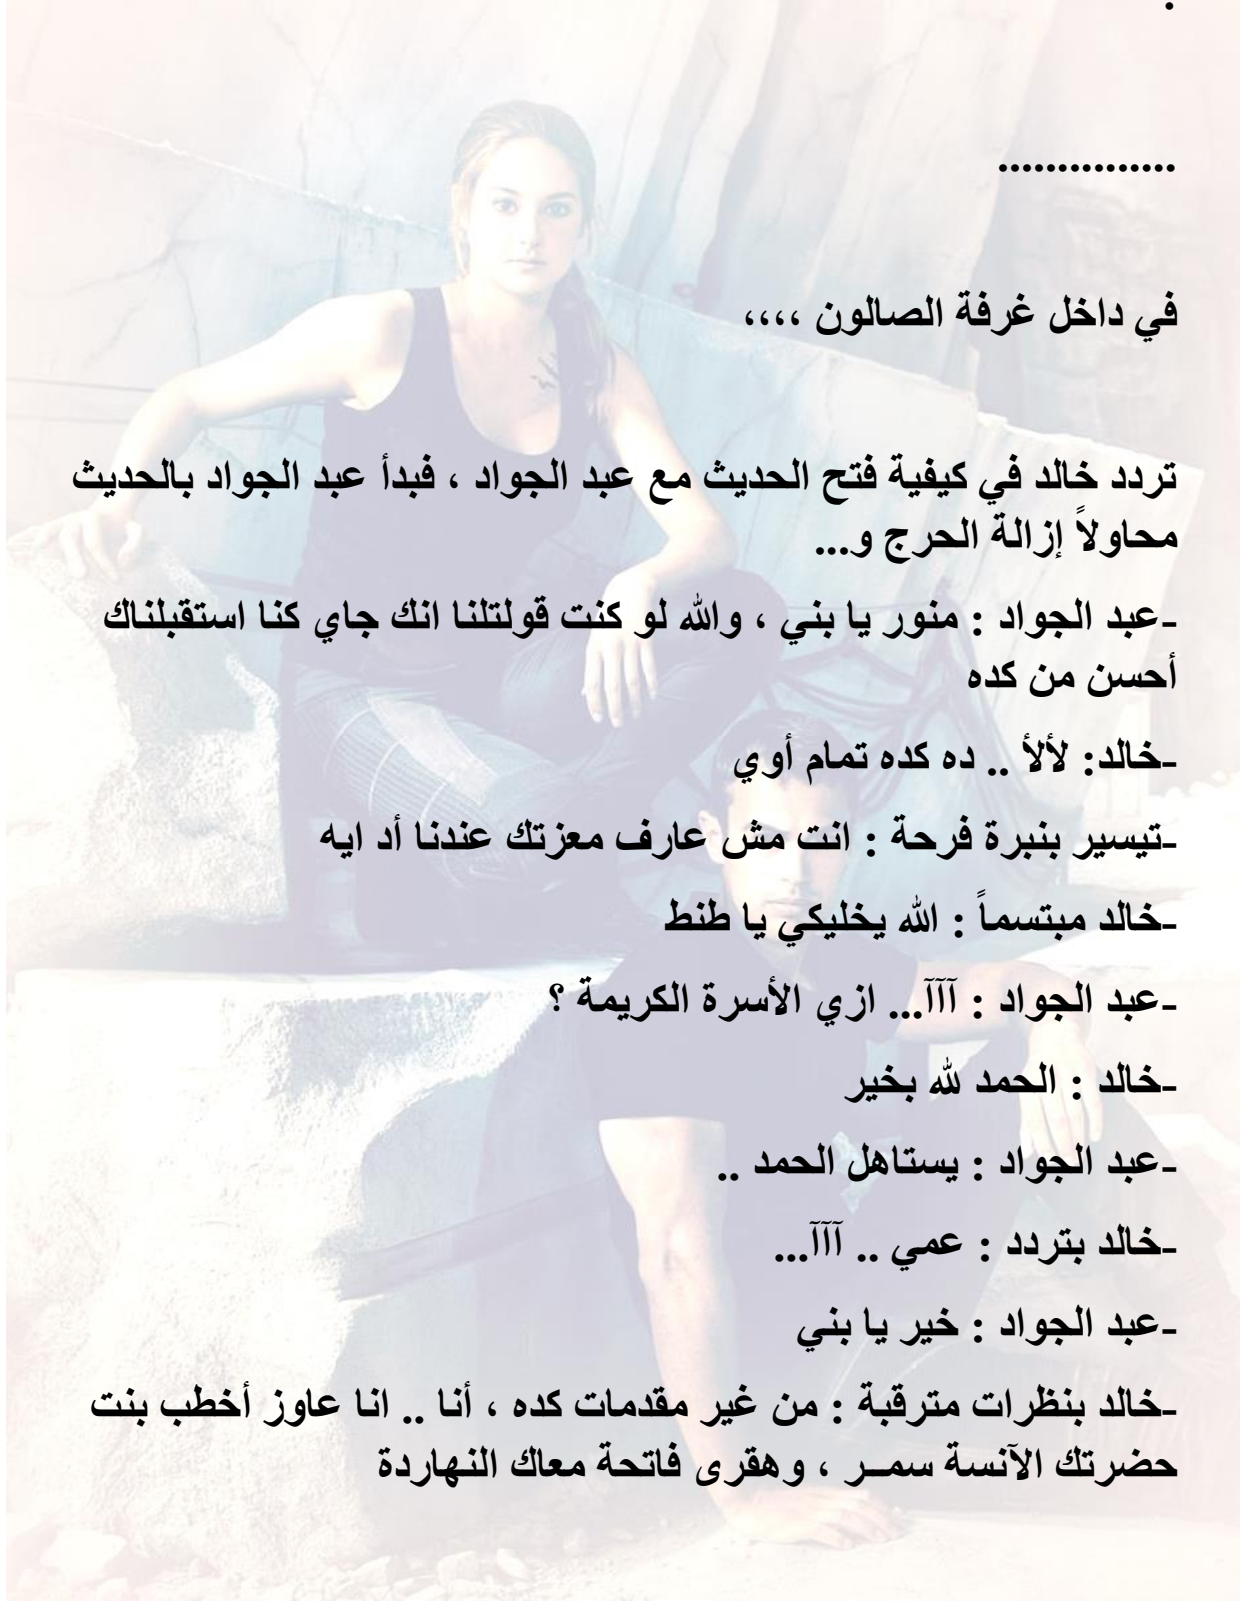 .
...............
في داخل غرفة الصالون ،،،،
تردد خالد في كيفية فتح الحديث مع عبد الجواد ، فبدأ عبد الجواد بالحديث
محاولاً إزالة الحرج و...
-عبد الجواد : منور يا بني ، والله لو كنت قولتلنا انك جاي كنا استقبلناك
أحسن من كده
-خالد: لألأ .. ده كده تمام أوي
-تيسير بنبرة فرحة : انت مش عارف معزتك عندنا أد ايه
-خالد مبتسماً : الله يخليكي يا طنط
-عبد الجواد : آآآ... ازي الأسرة الكريمة ؟
-خالد : الحمد لله بخير
-عبد الجواد : يستاهل الحمد ..
-خالد بتردد : عمي .. آآآ...
-عبد الجواد : خير يا بني
-خالد بنظرات مترقبة : من غير مقدمات كده ، أنا .. انا عاوز أخطب بنت
حضرتك الآنسة سمــر ، وهقرى فاتحة معاك النهاردة